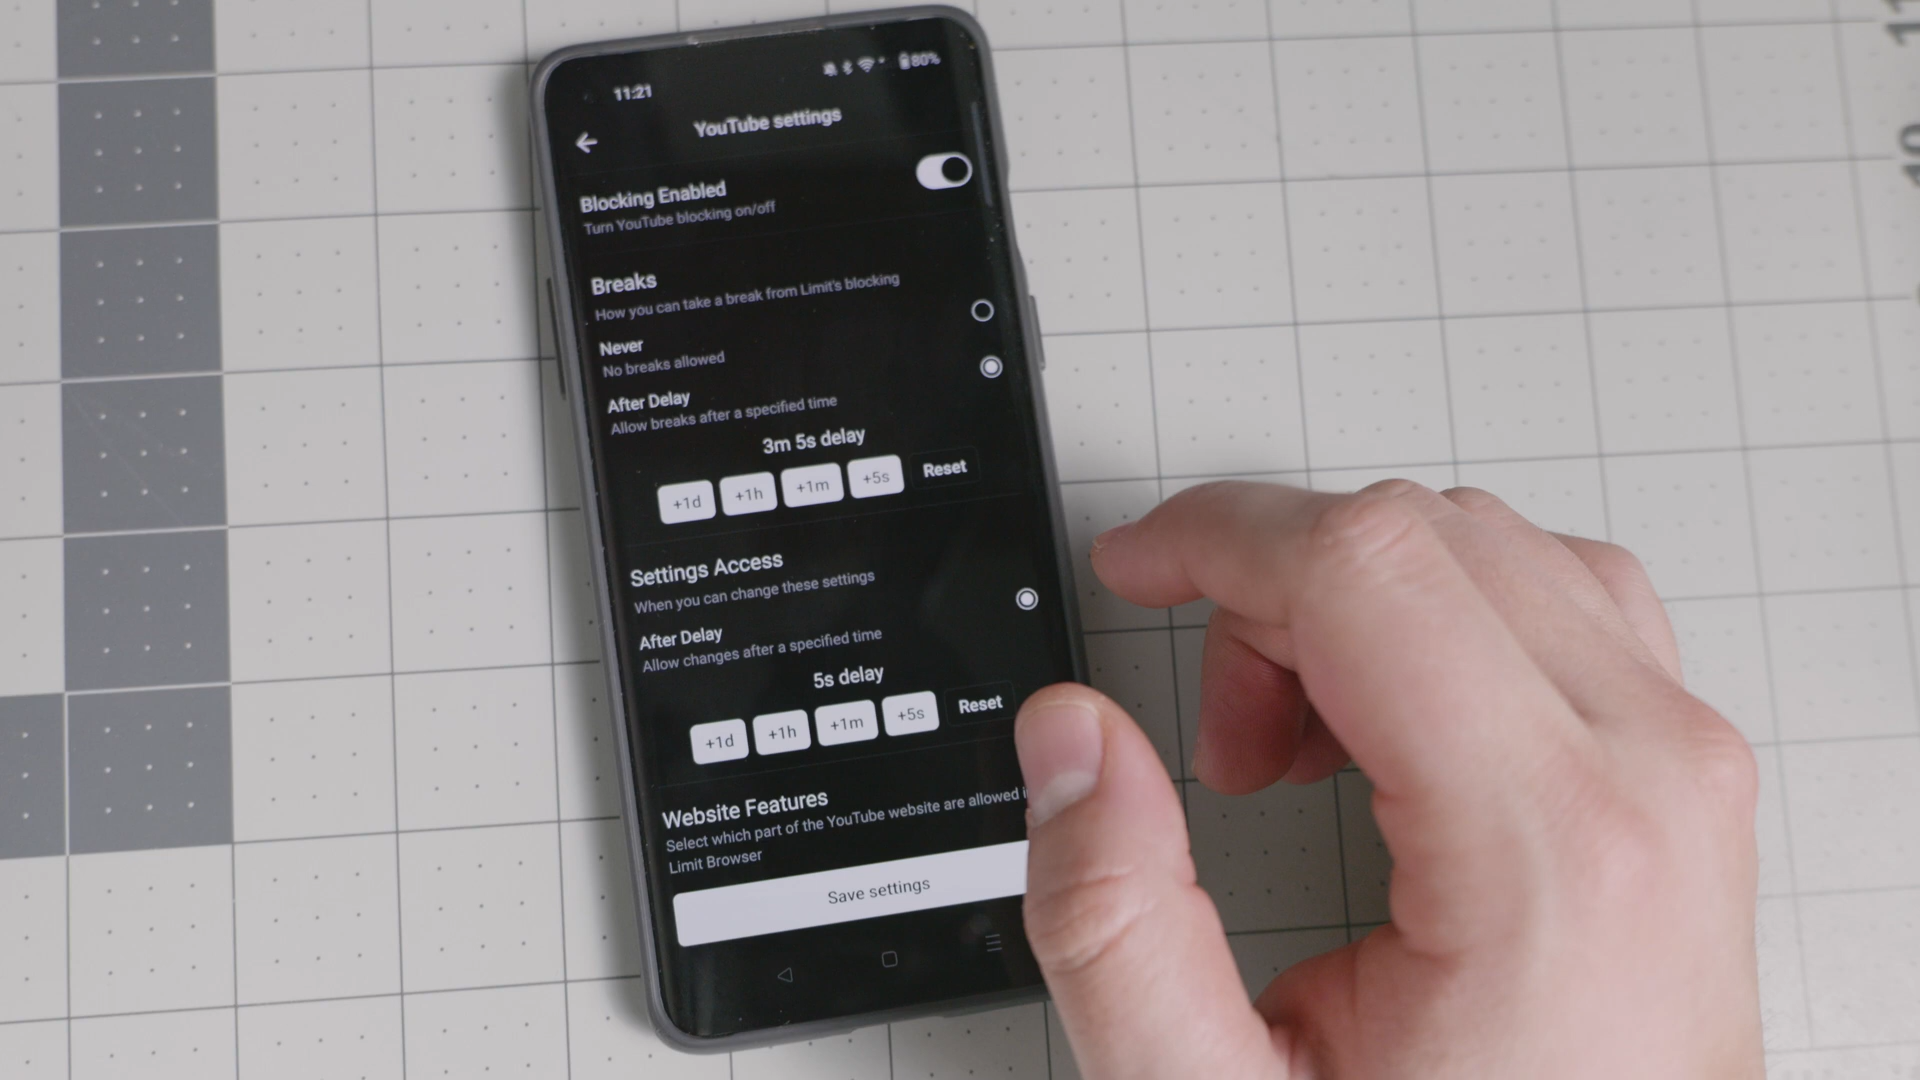 11:21
80%
YouTube settings
Blocking Enabled
Turn YouTube blocking on/off
Breaks
How you can take a break from Limit's blocking
Never
No breaks allowed
After Delay
Allow breaks after a specified time
3m 5s delay
+1d +1h +1m +5s Reset
Settings Access
When you can change these settings
After Delay
Allow changes after a specified time
5s delay
+1d +1h +1m +5s Reset
Website Features
Select which part of the YouTube website are allowed
Limit Browser
Save settings
10